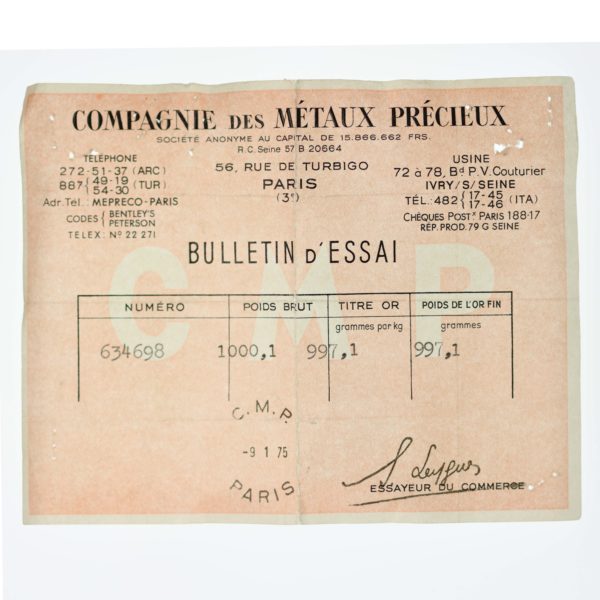 COMPAGNIE DES MÉTAUX PRÉCIEUX
SOCIÉTÉ ANONYME AU CAPITAL DE 15.866.662 FRS.
R.C. Seine 57 B 20664
TÉLÉPHONE
272-51-37 (ARC)
887 { 49-19 (TUR)
54-30
Adr. Tél.: MEPRECO-PARIS
CODES { BENTLEY'S
PETERSON
TELEX: Nº 22 271
56, RUE DE TURBIGO
PARIS
(3e)
USINE
72 à 78, Bd P.V. Couturier
IVRY/S/SEINE
TÉL.: 482 { 17-45 (ITA)
17-46
CHÈQUES POSTx PARIS 188-17
RÉP. PROD. 79 G SEINE
BULLETIN D'ESSAI
CMP
NUMÉRO POIDS BRUT TITRE OR POIDS DE L'OR FIN
grammes par kg grammes
634698 1000,1 997,1 997,1
C.M.P.
-9 1 75
PARIS
S Leygues
ESSAYEUR DU COMMERCE